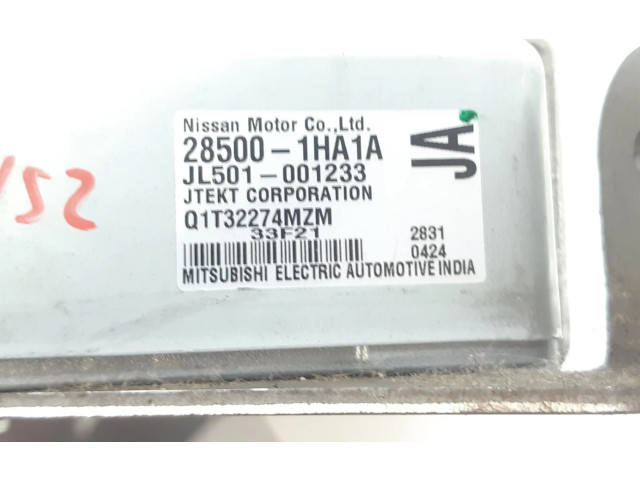 Nissan Motor Co.,Ltd.
28500-1HA1A
JA
JL501-001233
JTEKT CORPORATION
Q1T32274MZM
33F21
2831
0424
MITSUBISHI ELECTRIC AUTOMOTIVE INDIA